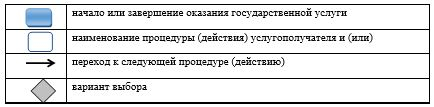 начало или завершение оказания государственной услуги
наименование процедуры (действия) услугополучателя и (или)
переход к следующей процедуре (действию)
вариант выбора